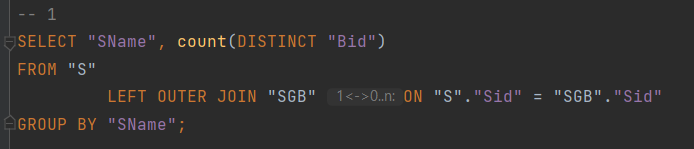 -- 1
SELECT "SName", count(DISTINCT "Bid")
FROM "S"
LEFT OUTER JOIN "SGB" 1<->0..n: ON "S"."Sid" = "SGB"."Sid"
GROUP BY "SName";